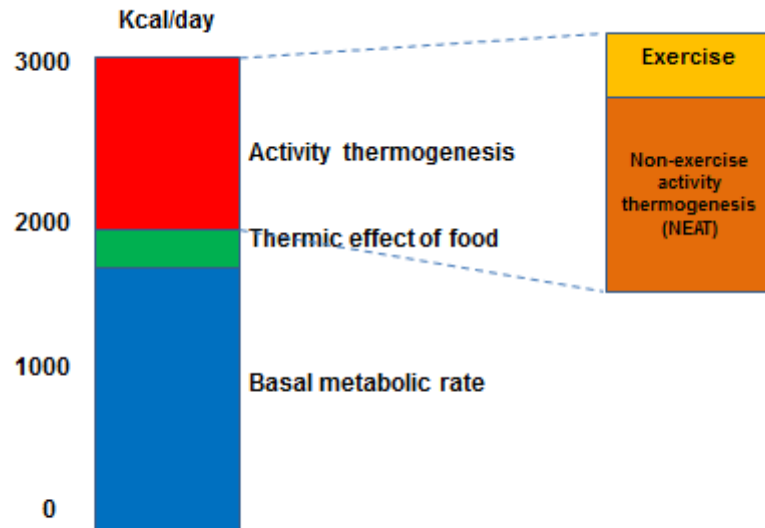 Kcal/day
3000
Exercise
Activity thermogenesis
Non-exercise
activity
thermogenesis
(NEAT)
2000
Thermic effect of food
1000
Basal metabolic rate
0